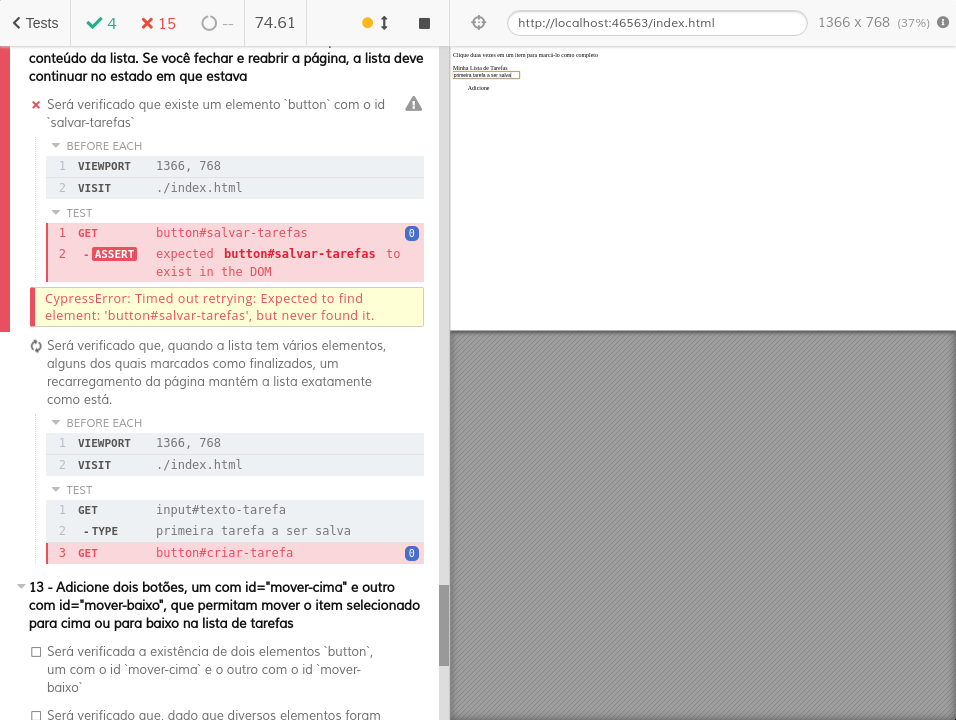 Tests 4 15 -- 74.61 http://localhost:46563/index.html 1366 x 768 (37%)
conteúdo da lista. Se você fechar e reabrir a página, a lista deve
continuar no estado em que estava
Será verificado que existe um elemento `button` com o id
`salvar-tarefas`
BEFORE EACH
1 VIEWPORT 1366, 768
2 VISIT ./index.html
TEST
1 GET button#salvar-tarefas 0
2 -ASSERT expected button#salvar-tarefas to
exist in the DOM
CypressError: Timed out retrying: Expected to find
element: 'button#salvar-tarefas', but never found it.
Será verificado que, quando a lista tem vários elementos,
alguns dos quais marcados como finalizados, um
recarregamento da página mantém a lista exatamente
como está.
BEFORE EACH
1 VIEWPORT 1366, 768
2 VISIT ./index.html
TEST
1 GET input#texto-tarefa
2 -TYPE primeira tarefa a ser salva
3 GET button#criar-tarefa 0
13 - Adicione dois botões, um com id="mover-cima" e outro
com id="mover-baixo", que permitam mover o item selecionado
para cima ou para baixo na lista de tarefas
Será verificada a existência de dois elementos `button`,
um com o id `mover-cima` e o outro com o id `mover-
baixo`
Será verificado que, dado que diversos elementos foram
Clique duas vezes em um item para marcá-lo como completo
Minha Lista de Tarefas
primeira tarefa a ser salva
Adicione